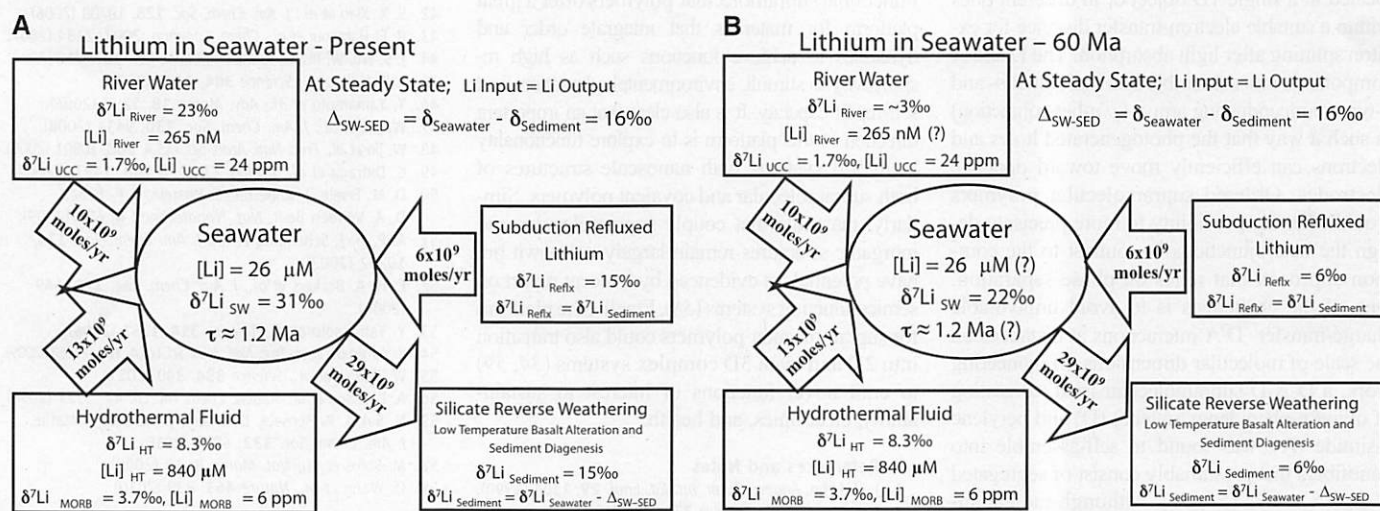 A
Lithium in Seawater - Present
River Water
δ⁷Li River = 23‰
[Li] River = 265 nM
δ⁷Li UCC = 1.7‰, [Li] UCC = 24 ppm
At Steady State; Li Input = Li Output
Δ SW-SED = δ Seawater - δ Sediment = 16‰
10x10⁹
moles/yr
Seawater
[Li] = 26 μM
δ⁷Li SW = 31‰
τ ≈ 1.2 Ma
6x10⁹
moles/yr
Subduction Refluxed
Lithium
δ⁷Li Reflx = 15‰
δ⁷Li Reflx = δ⁷Li Sediment
13x10⁹
moles/yr
29x10⁹
moles/yr
Hydrothermal Fluid
δ⁷Li HT = 8.3‰
[Li] HT = 840 μM
δ⁷Li MORB = 3.7‰, [Li] MORB = 6 ppm
Silicate Reverse Weathering
Low Temperature Basalt Alteration and
Sediment Diagenesis
δ⁷Li Sediment = 15‰
δ⁷Li Sediment = δ⁷Li Seawater - Δ SW-SED
B
Lithium in Seawater - 60 Ma
River Water
δ⁷Li River = ~3‰
[Li] River = 265 nM (?)
δ⁷Li UCC = 1.7‰, [Li] UCC = 24 ppm
At Steady State; Li Input = Li Output
Δ SW-SED = δ Seawater - δ Sediment = 16‰
10x10⁹
moles/yr
Seawater
[Li] = 26 μM (?)
δ⁷Li SW = 22‰
τ ≈ 1.2 Ma (?)
6x10⁹
moles/yr
Subduction Refluxed
Lithium
δ⁷Li Reflx = 6‰
δ⁷Li Reflx = δ⁷Li Sediment
13x10⁹
moles/yr
29x10⁹
moles/yr
Hydrothermal Fluid
δ⁷Li HT = 8.3‰
[Li] HT = 840 μM
δ⁷Li MORB = 3.7‰, [Li] MORB = 6 ppm
Silicate Reverse Weathering
Low Temperature Basalt Alteration and
Sediment Diagenesis
δ⁷Li Sediment = 6‰
δ⁷Li Sediment = δ⁷Li Seawater - Δ SW-SED